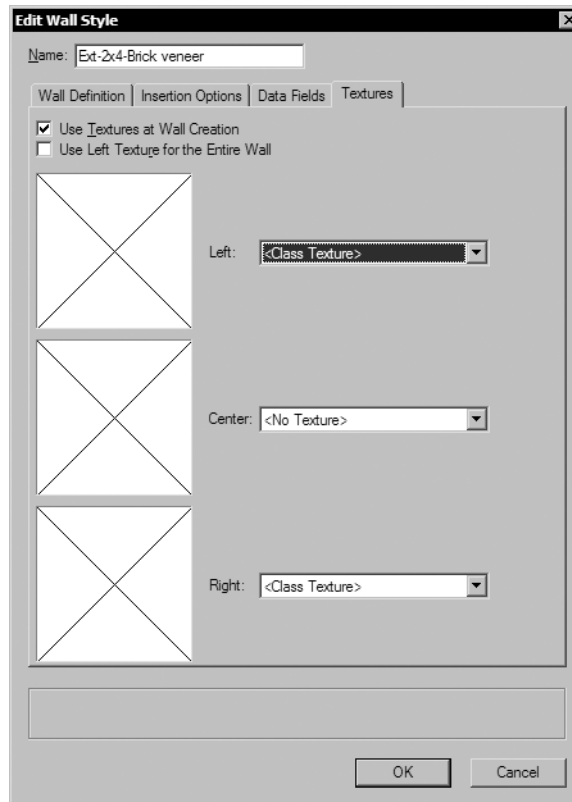 Edit Wall Style
Name: Ext-2x4-Brick veneer
Wall Definition Insertion Options Data Fields Textures
Use Textures at Wall Creation
Use Left Texture for the Entire Wall
Left: <Class Texture>
Center: <No Texture>
Right: <Class Texture>
OK Cancel